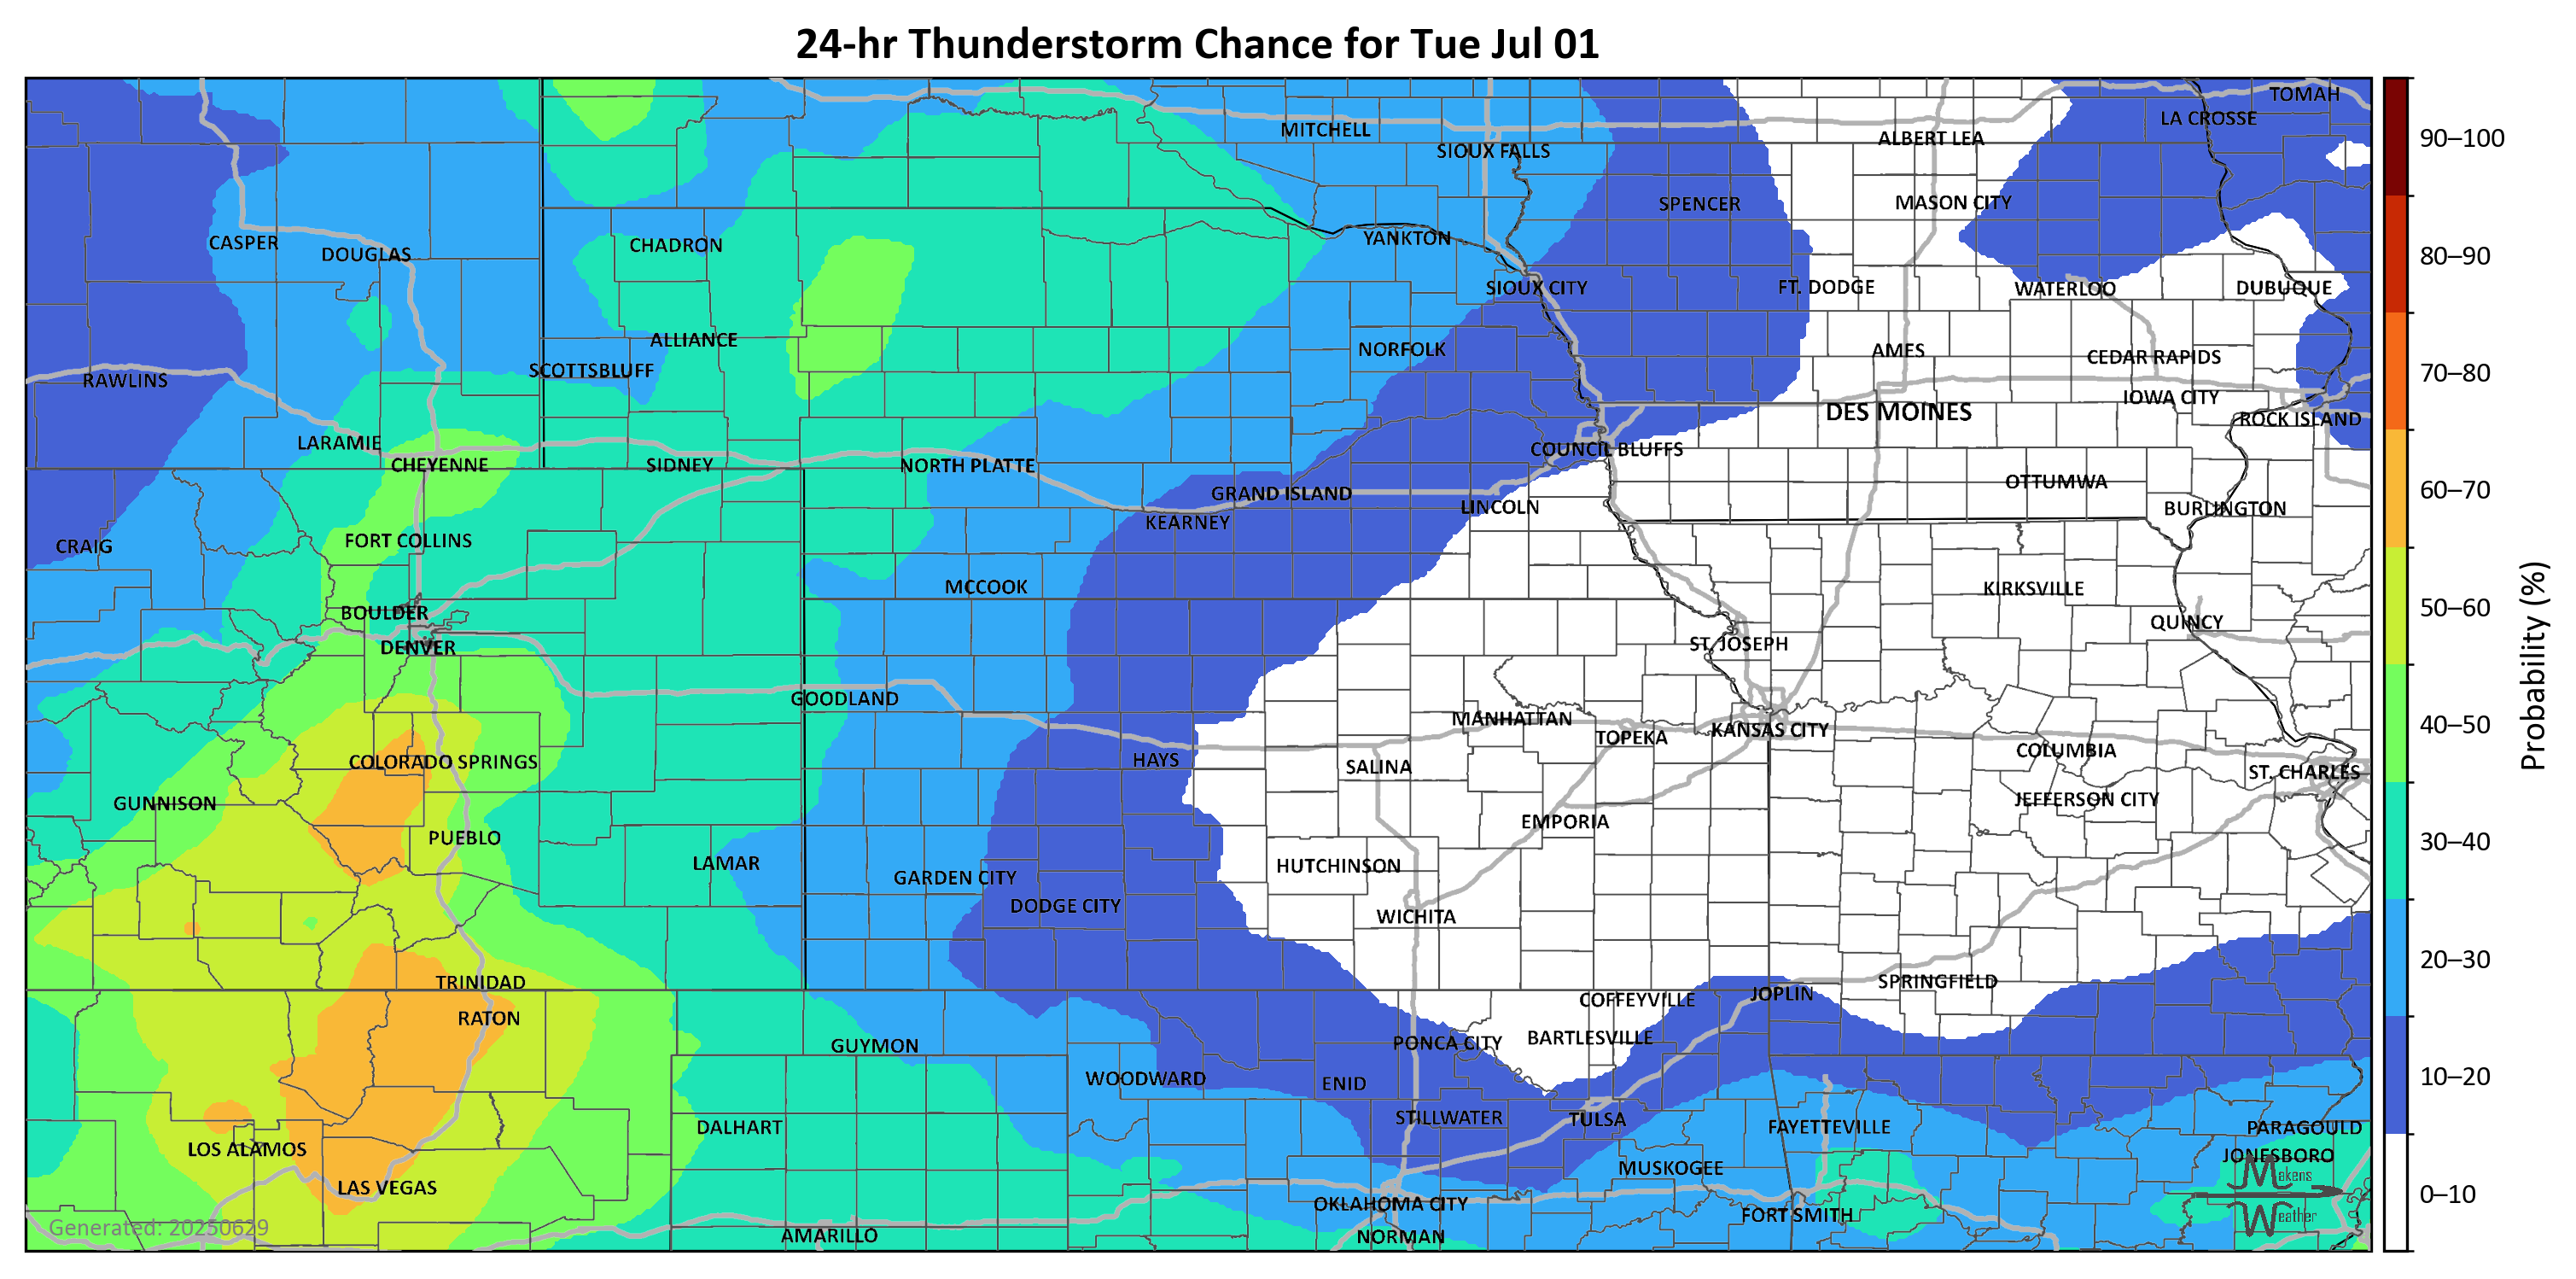 24-hr Thunderstorm Chance for Tue Jul 01
TOMAH
LA CROSSE
MITCHELL
ALBERT LEA
90–100
SIOUX FALLS
SPENCER
MASON CITY
CASPER
CHADRON
YANKTON
DOUGLAS
80–90
SIOUX CITY
FT. DODGE
WATERLOO
DUBUQUE
ALLIANCE
NORFOLK
AMES
CEDAR RAPIDS
RAWLINS
SCOTTSBLUFF
70–80
IOWA CITY
DES MOINES
ROCK ISLAND
LARAMIE
COUNCIL BLUFFS
CHEYENNE
SIDNEY
NORTH PLATTE
OTTUMWA
60–70
GRAND ISLAND
LINCOLN
BURLINGTON
KEARNEY
CRAIG
FORT COLLINS
MCCOOK
KIRKSVILLE
BOULDER
50–60
QUINCY
DENVER
ST. JOSEPH
Probability (%)
GOODLAND
MANHATTAN
TOPEKA
KANSAS CITY
40–50
COLORADO SPRINGS
HAYS
SALINA
COLUMBIA
ST. CHARLES
GUNNISON
JEFFERSON CITY
PUEBLO
EMPORIA
30–40
LAMAR
GARDEN CITY
HUTCHINSON
DODGE CITY
WICHITA
20–30
TRINIDAD
SPRINGFIELD
JOPLIN
COFFEYVILLE
RATON
GUYMON
PONCA CITY
BARTLESVILLE
WOODWARD
ENID
10–20
DALHART
STILLWATER
TULSA
FAYETTEVILLE
PARAGOULD
LOS ALAMOS
MUSKOGEE
JONESBORO
Makens
LAS VEGAS
OKLAHOMA CITY
FORT SMITH
0–10
Weather
Generated: 20250629
AMARILLO
NORMAN